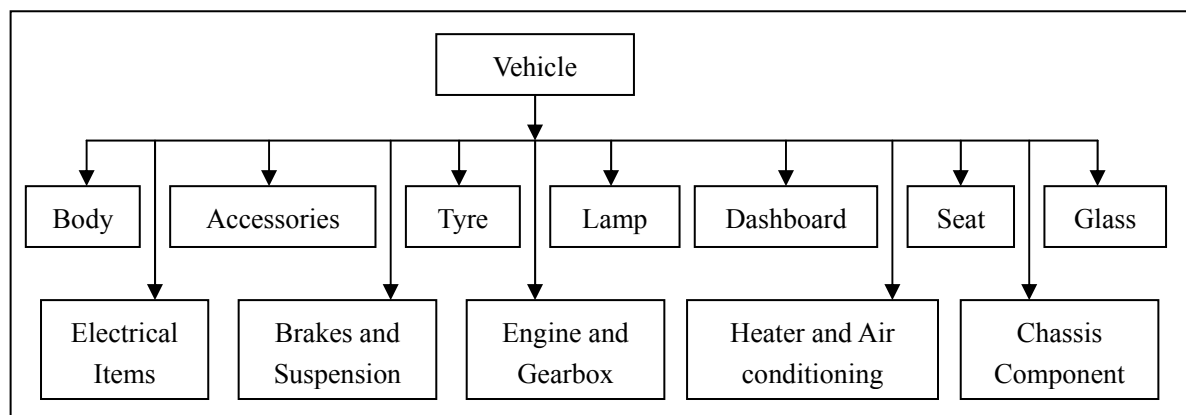 Vehicle
Body
Accessories
Tyre
Lamp
Dashboard
Seat
Glass
Electrical
Items
Brakes and
Suspension
Engine and
Gearbox
Heater and Air
conditioning
Chassis
Component